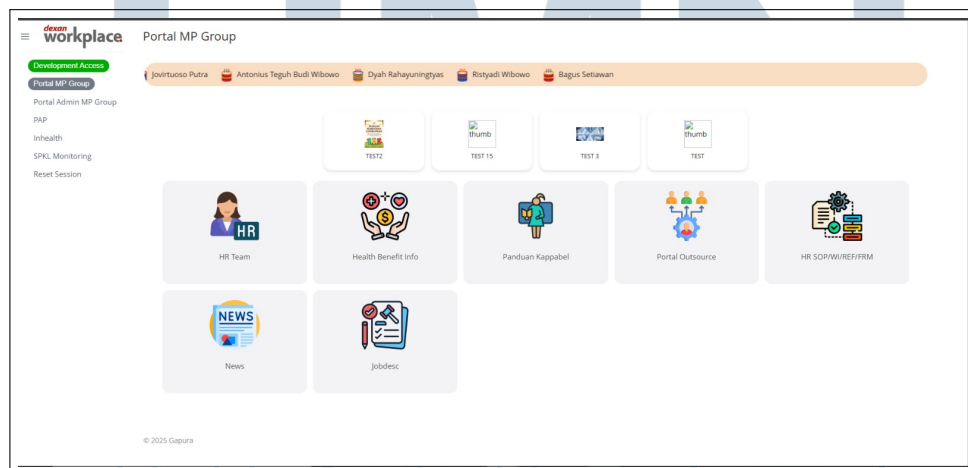 dexan
workplace
Portal MP Group
Development Access
Portal MP Group
Portal Admin MP Group
PAP
Inhealth
SPKL Monitoring
Reset Session
Jovirtuoso Putra
Antonius Teguh Budi Wibowo
Dyah Rahayuningtyas
Ristyadi Wibowo
Bagus Setiawan
thumb
thumb
TEST2
TEST 15
TEST 3
TEST
HR
HR Team
Health Benefit Info
Panduan Kappabel
Portal Outsource
HR SOP/WI/REF/FRM
NEWS
News
Jobdesc
© 2025 Gapura